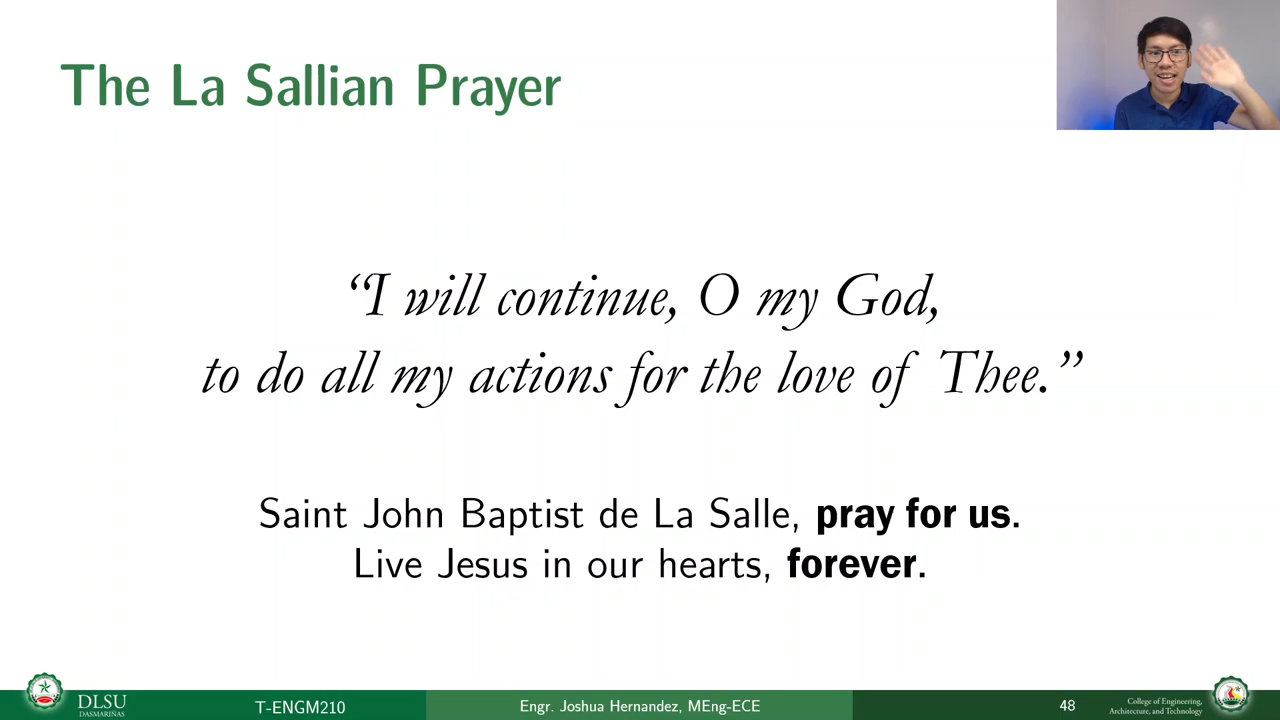 The La Sallian Prayer
“I will continue, O my God,
to do all my actions for the love of Thee.”
Saint John Baptist de La Salle, pray for us.
Live Jesus in our hearts, forever.
DLSU
DASMARIÑAS
T-ENGM210
Engr. Joshua Hernandez, MEng-ECE
48
College of Engineering,
Architecture, and Technology